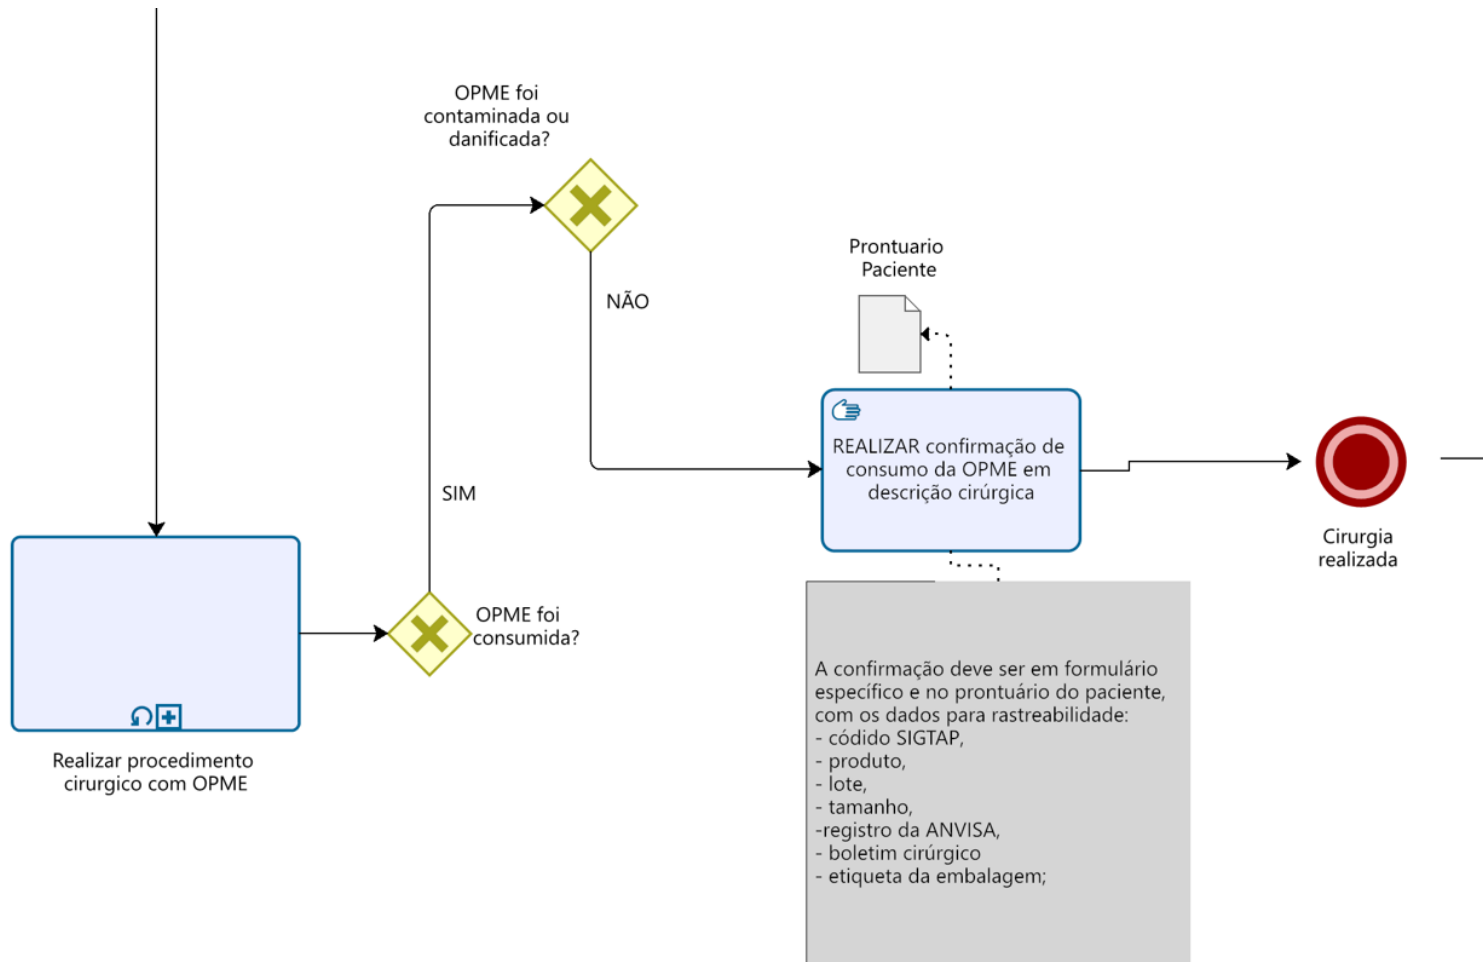 OPME foi
contaminada ou
danificada?
NÃO
Prontuario
Paciente
REALIZAR confirmação de
consumo da OPME em
descrição cirúrgica
SIM
OPME foi
consumida?
Cirurgia
realizada
Realizar procedimento
cirurgico com OPME
A confirmação deve ser em formulário
específico e no prontuário do paciente,
com os dados para rastreabilidade:
- códido SIGTAP,
- produto,
- lote,
- tamanho,
-registro da ANVISA,
- boletim cirúrgico
- etiqueta da embalagem;